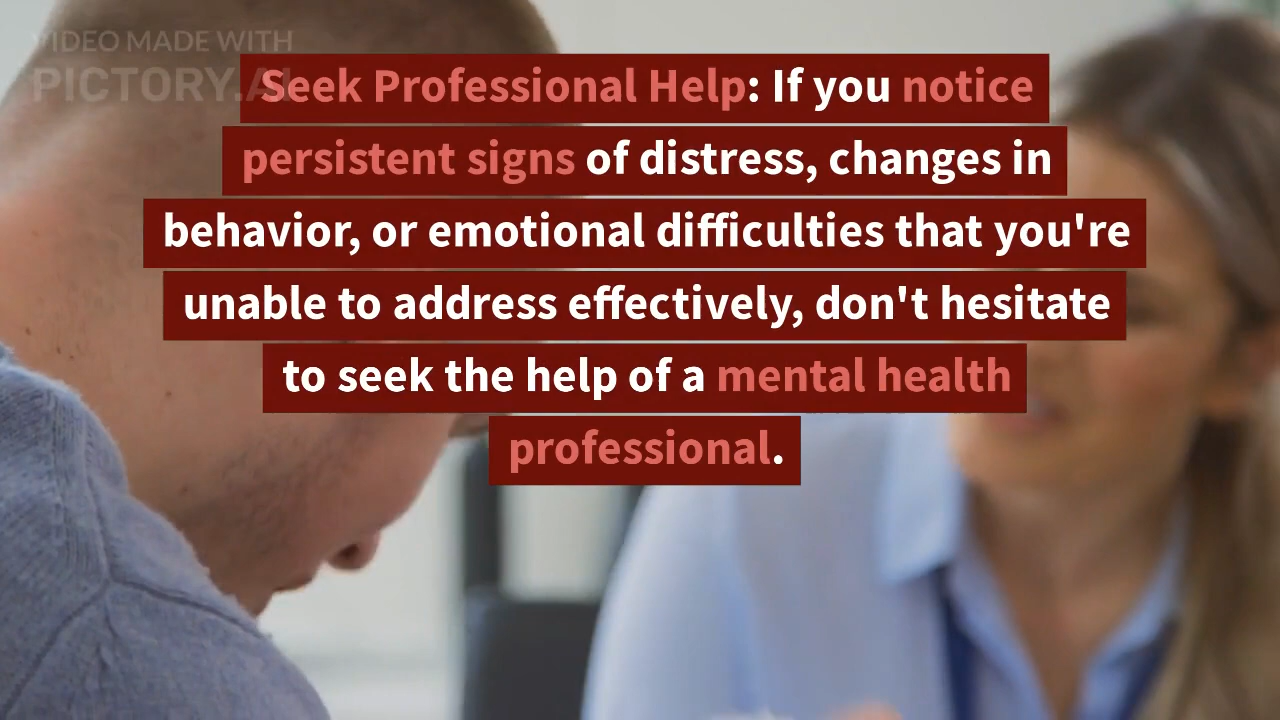 VIDEO MADE WITH
PICTORY.AI
Seek Professional Help: If you notice
persistent signs of distress, changes in
behavior, or emotional difficulties that you're
unable to address effectively, don't hesitate
to seek the help of a mental health
professional.